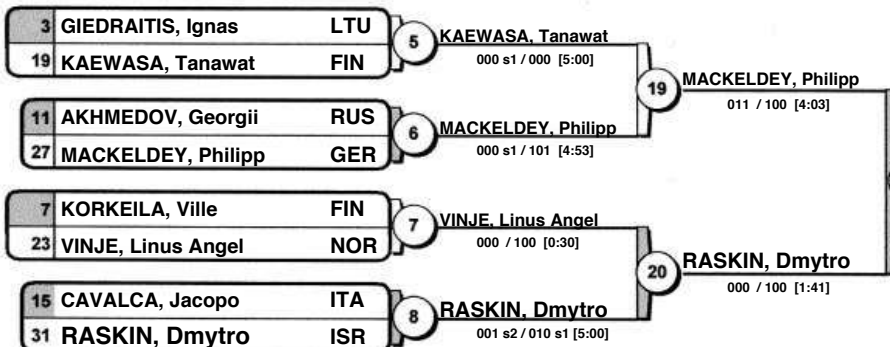 3 GIEDRAITIS, Ignas LTU
19 KAEWASA, Tanawat FIN
5
KAEWASA, Tanawat
000 s1 / 000 [5:00]
11 AKHMEDOV, Georgii RUS
27 MACKELDEY, Philipp GER
6
MACKELDEY, Philipp
000 s1 / 101 [4:53]
19
MACKELDEY, Philipp
011 / 100 [4:03]
7 KORKEILA, Ville FIN
23 VINJE, Linus Angel NOR
7
VINJE, Linus Angel
000 / 100 [0:30]
15 CAVALCA, Jacopo ITA
31 RASKIN, Dmytro ISR
8
RASKIN, Dmytro
001 s2 / 010 s1 [5:00]
20
RASKIN, Dmytro
000 / 100 [1:41]